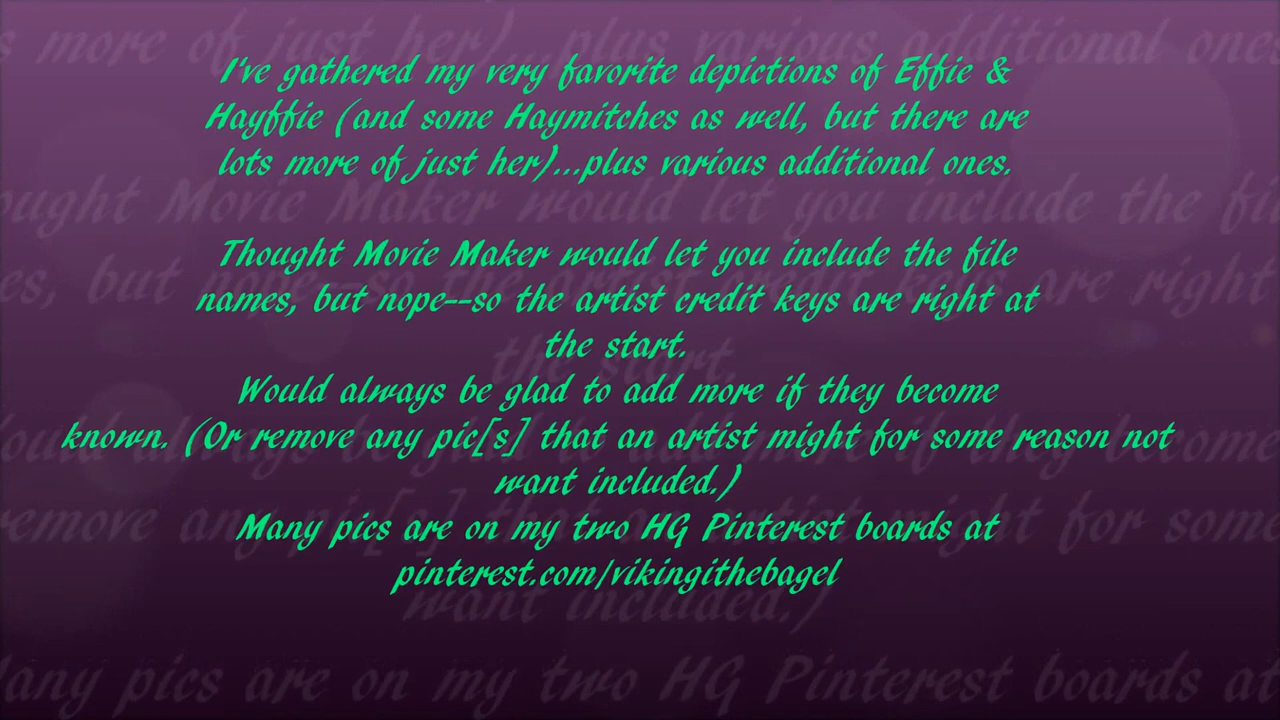 I've gathered my very favorite depictions of Effie &
Hayffie (and some Haymitches as well, but there are
lots more of just her)...plus various additional ones.
Thought Movie Maker would let you include the file
names, but nope--so the artist credit keys are right at
the start.
Would always be glad to add more if they become
known. (Or remove any pic[s] that an artist might for some reason not
want included.)
Many pics are on my two HG Pinterest boards at
pinterest.com/vikingithebagel